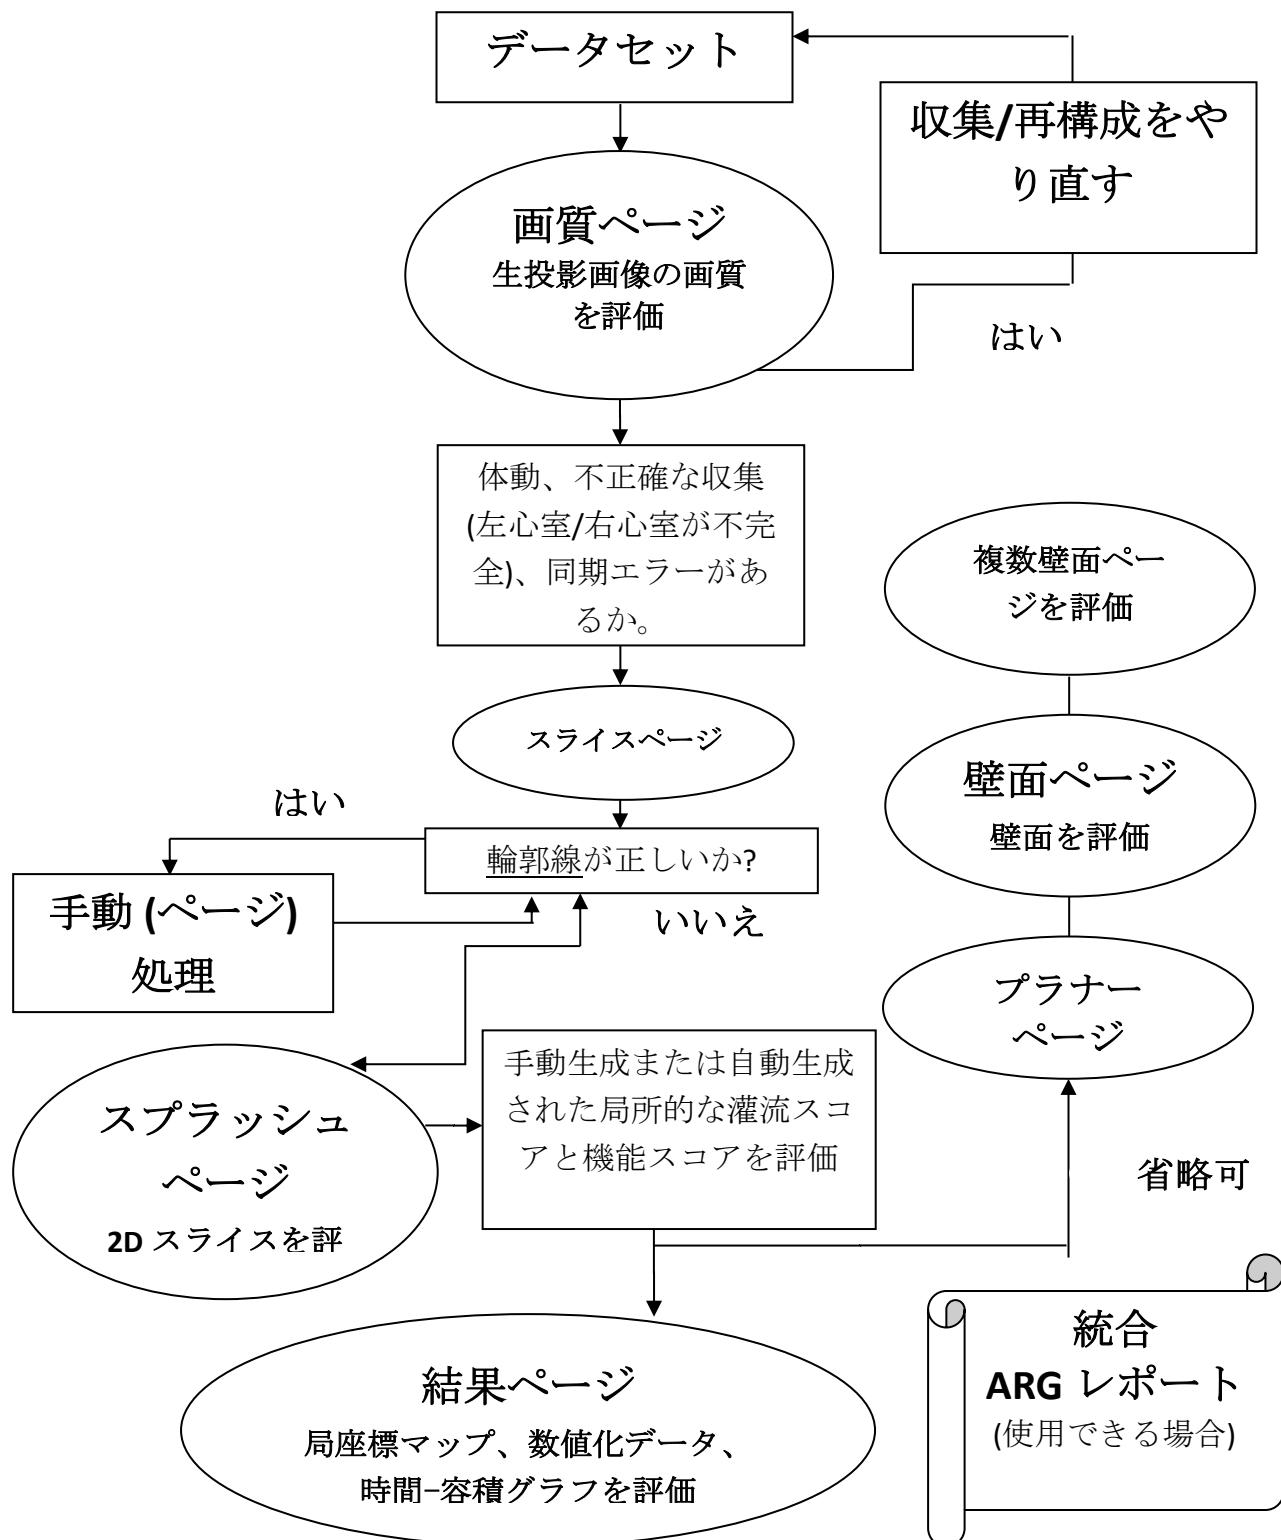 データセット
収集/再構成をや
り直す
画質ページ
生投影画像の画質
を評価
はい
体動、不正確な収集
(左心室/右心室が不完
全)、同期エラーがあ
るか。
複数壁面ペー
ジを評価
スライスページ
壁面ページ
壁面を評価
はい
輪郭線が正しいか?
いいえ
手動 (ページ)
処理
プラナー
ページ
手動生成または自動生成
された局所的な灌流スコ
アと機能スコアを評価
スプラッシュ
ページ
2D スライスを評
省略可
統合
ARG レポート
(使用できる場合)
結果ページ
局座標マップ、数値化データ、
時間-容積グラフを評価